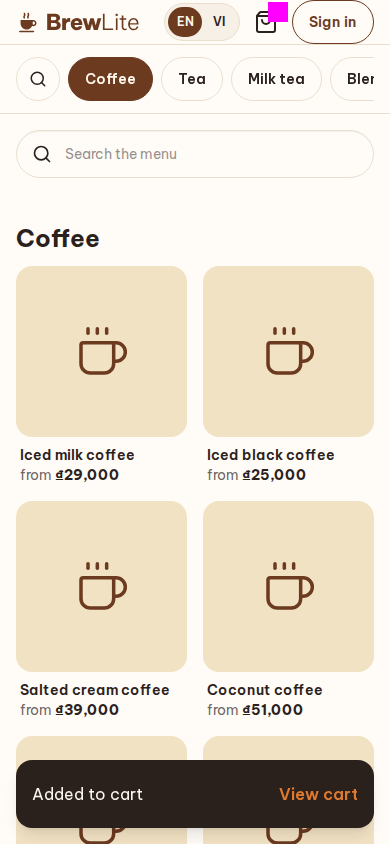 BrewLite
EN VI
Sign in
Coffee Tea Milk tea
Search the menu
Coffee
Iced milk coffee
from ₫29,000
Iced black coffee
from ₫25,000
Salted cream coffee
from ₫39,000
Coconut coffee
from ₫51,000
Added to cart View cart